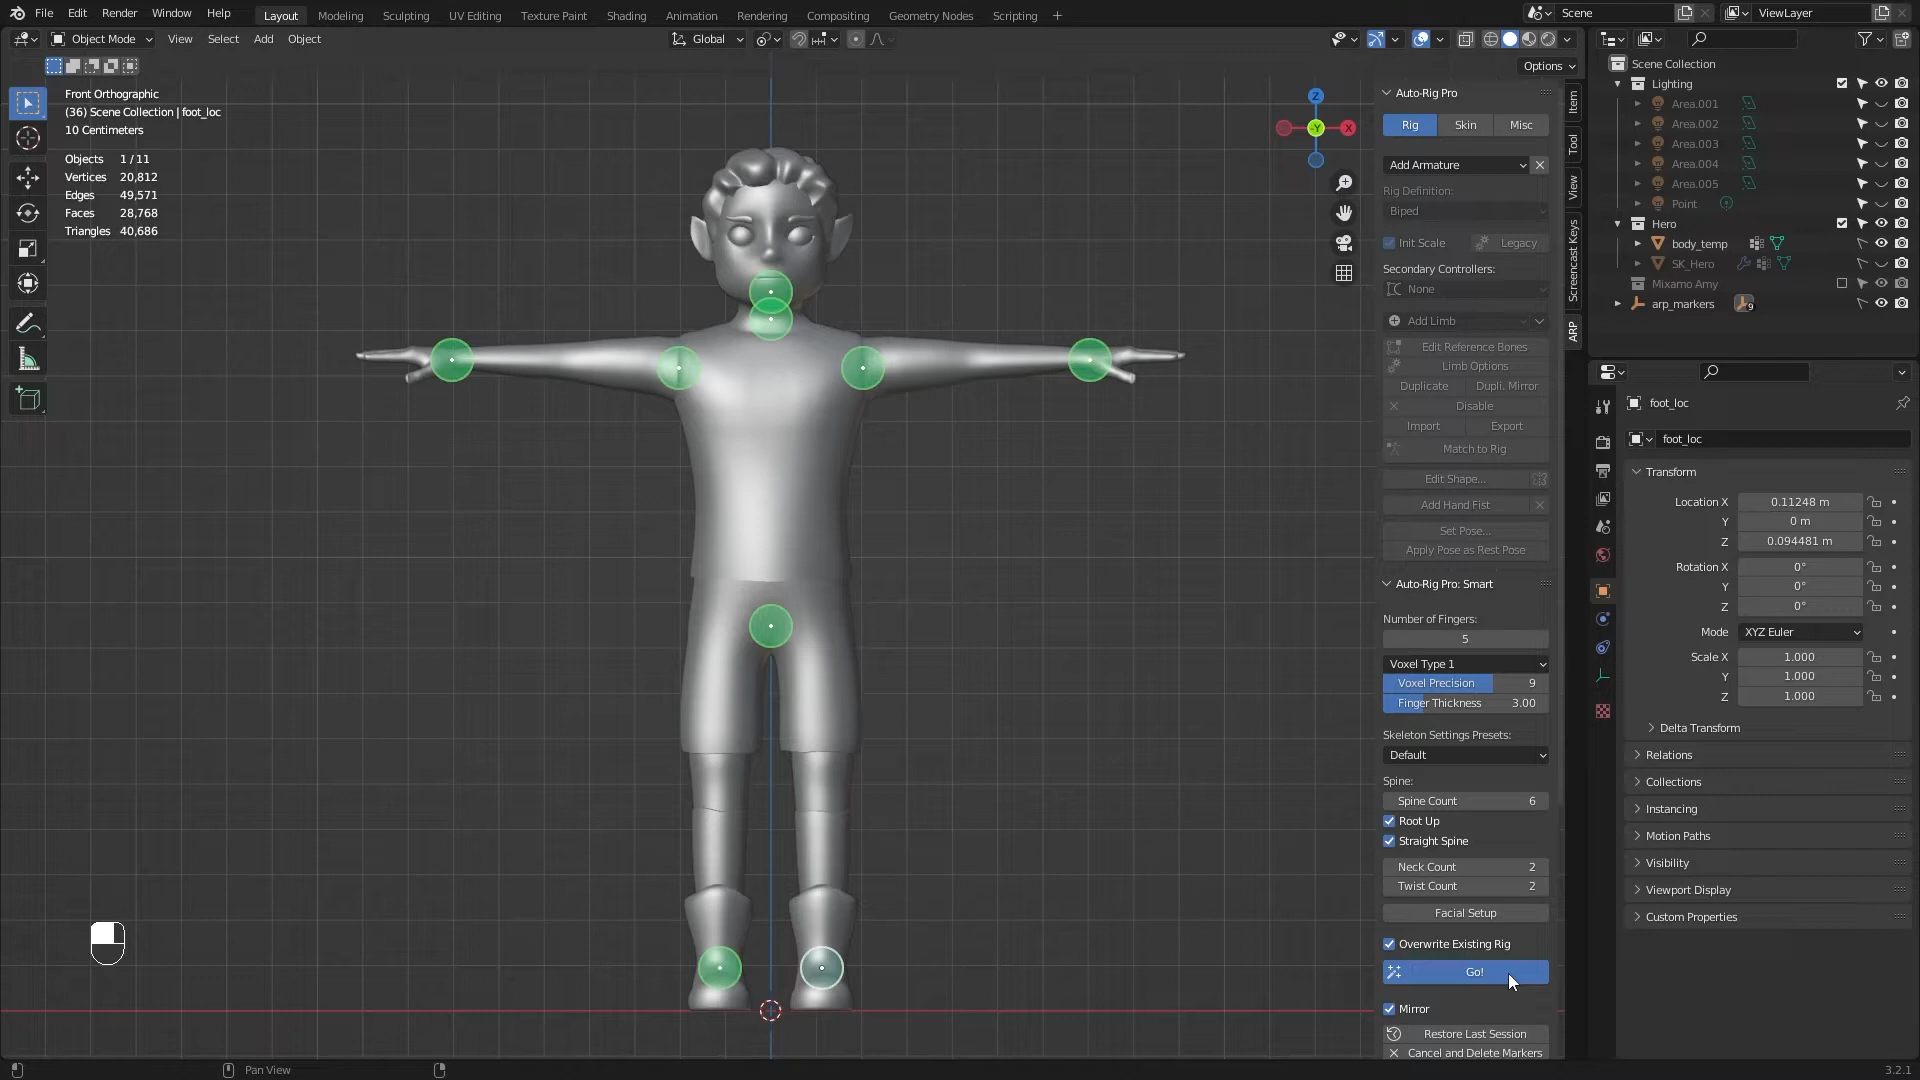 File Edit Render Window Help Layout Modeling Sculpting UV Editing Texture Paint Shading Animation Rendering Compositing Geometry Nodes Scripting + Scene ViewLayer
Object Mode View Select Add Object Global
Options
Front Orthographic
(36) Scene Collection | foot_loc
10 Centimeters
Objects 1 / 11
Vertices 20,812
Edges 49,571
Faces 28,768
Triangles 40,686
Z
-Y X
Auto-Rig Pro
Rig Skin Misc
Add Armature
Rig Definition:
Biped
Init Scale Legacy
Secondary Controllers:
None
Add Limb
Edit Reference Bones
Limb Options
Duplicate Dupli. Mirror
Disable
Import Export
Match to Rig
Edit Shape...
Add Hand Fist
Set Pose...
Apply Pose as Rest Pose
Auto-Rig Pro: Smart
Number of Fingers:
5
Voxel Type 1
Voxel Precision 9
Finger Thickness 3.00
Skeleton Settings Presets:
Default
Spine:
Spine Count 6
Root Up
Straight Spine
Neck Count 2
Twist Count 2
Facial Setup
Overwrite Existing Rig
Go!
Mirror
Restore Last Session
Cancel and Delete Markers
Item
Tool
View
Screencast Keys
ARP
Scene Collection
Lighting
Area.001
Area.002
Area.003
Area.004
Area.005
Point
Hero
body_temp
SK_Hero
Mixamo Amy
arp_markers 9
foot_loc
foot_loc
Transform
Location X 0.11248 m
Y 0 m
Z 0.094481 m
Rotation X 0°
Y 0°
Z 0°
Mode XYZ Euler
Scale X 1.000
Y 1.000
Z 1.000
Delta Transform
Relations
Collections
Instancing
Motion Paths
Visibility
Viewport Display
Custom Properties
Pan View
3.2.1